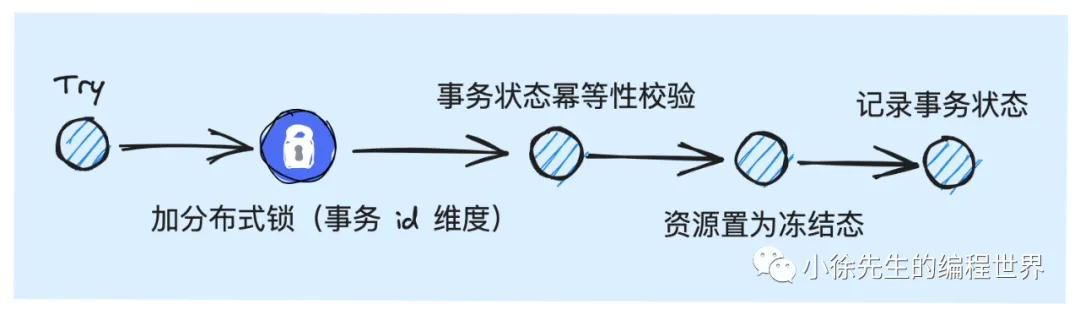 Try
加分布式锁（事务 id 维度）
事务状态幂等性校验
资源置为冻结态
记录事务状态
小徐先生的编程世界